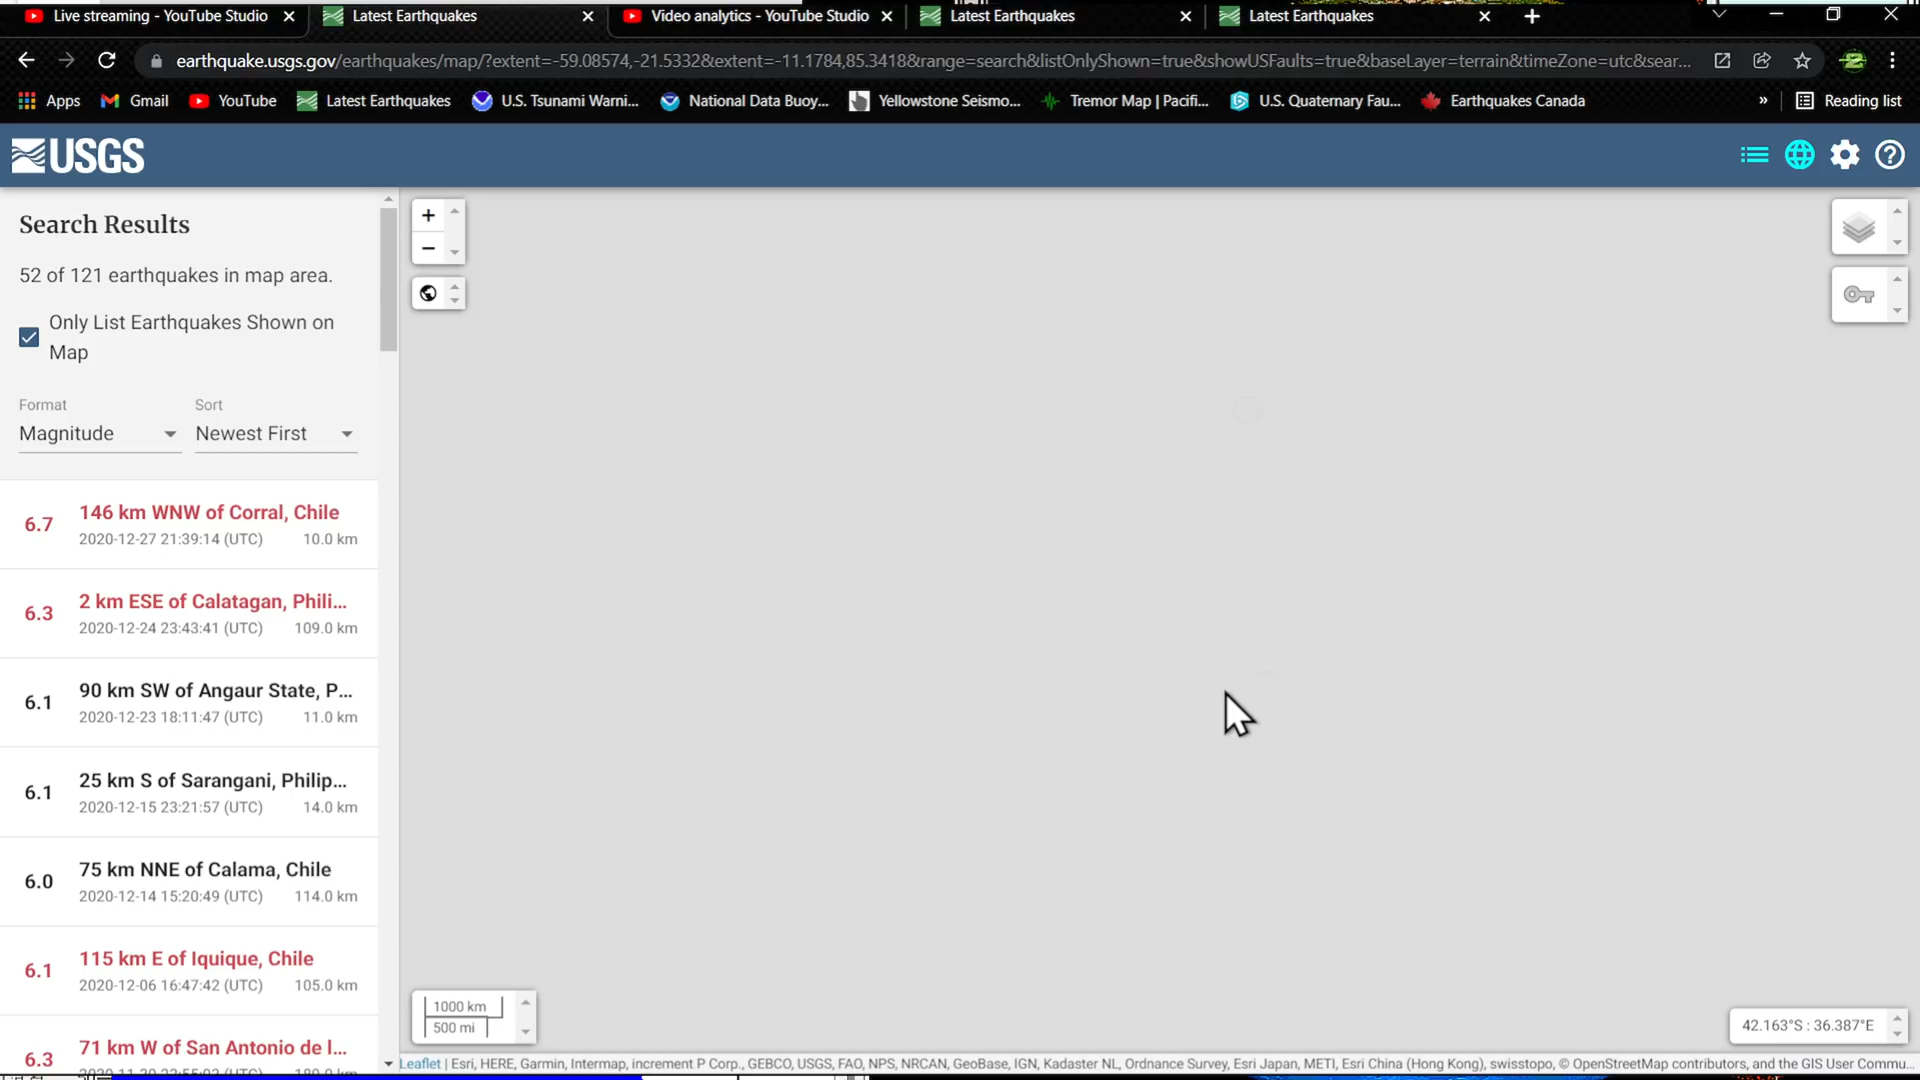 Live streaming - YouTube Studio
Latest Earthquakes
Video analytics - YouTube Studio
Latest Earthquakes
Latest Earthquakes
earthquake.usgs.gov/earthquakes/map/?extent=-59.08574,-21.5332&extent=-11.1784,85.3418&range=search&listOnlyShown=true&showUSFaults=true&baseLayer=terrain&timeZone=utc&sear...
Apps Gmail YouTube Latest Earthquakes U.S. Tsunami Warni... National Data Buoy... Yellowstone Seismo... Tremor Map | Pacifi... U.S. Quaternary Fau... Earthquakes Canada » Reading list
USGS
Search Results
52 of 121 earthquakes in map area.
Only List Earthquakes Shown on
Map
Format Sort
Magnitude Newest First
6.7 146 km WNW of Corral, Chile
2020-12-27 21:39:14 (UTC) 10.0 km
6.3 2 km ESE of Calatagan, Phili...
2020-12-24 23:43:41 (UTC) 109.0 km
6.1 90 km SW of Angaur State, P...
2020-12-23 18:11:47 (UTC) 11.0 km
6.1 25 km S of Sarangani, Philip...
2020-12-15 23:21:57 (UTC) 14.0 km
6.0 75 km NNE of Calama, Chile
2020-12-14 15:20:49 (UTC) 114.0 km
6.1 115 km E of Iquique, Chile
2020-12-06 16:47:42 (UTC) 105.0 km
6.3 71 km W of San Antonio de l...
+
−
1000 km
500 mi
42.163°S : 36.387°E
Leaflet | Esri, HERE, Garmin, Intermap, increment P Corp., GEBCO, USGS, FAO, NPS, NRCAN, GeoBase, IGN, Kadaster NL, Ordnance Survey, Esri Japan, METI, Esri China (Hong Kong), swisstopo, © OpenStreetMap contributors, and the GIS User Commu...